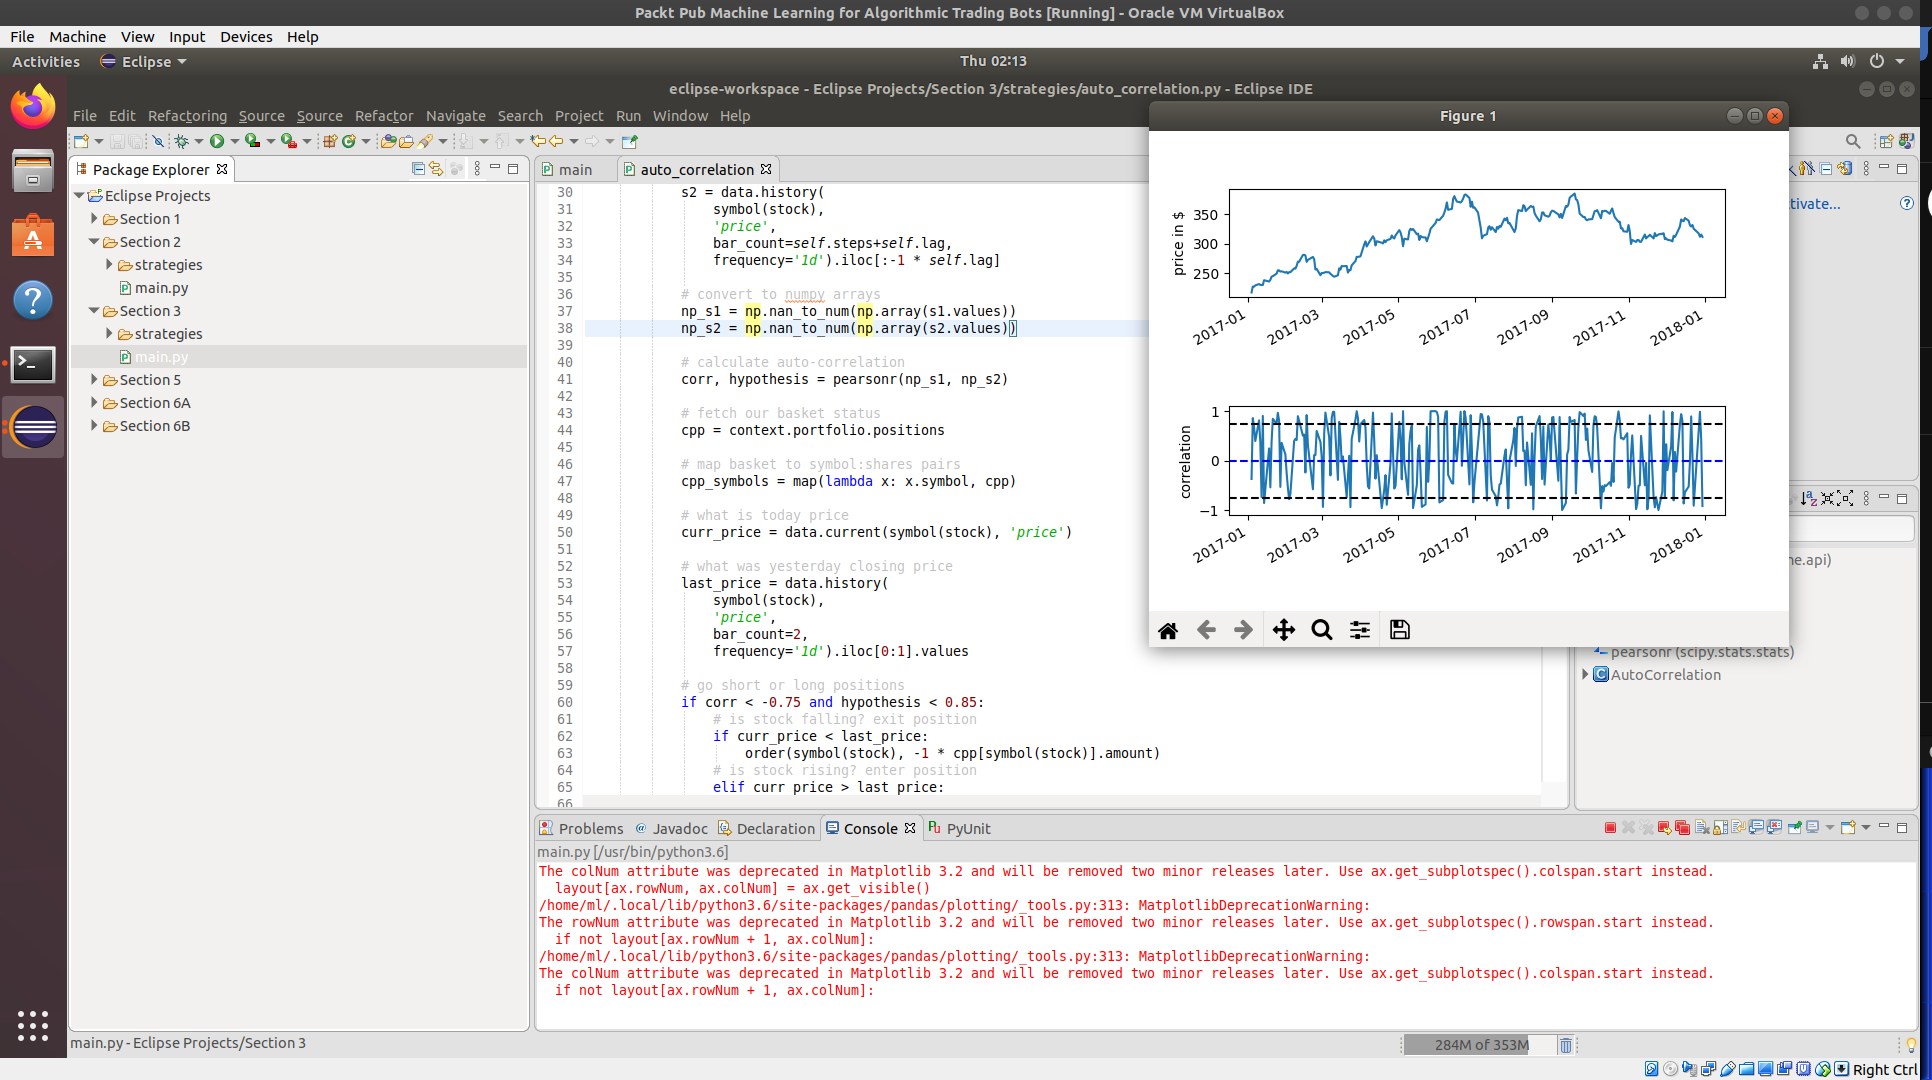 Packt Pub Machine Learning for Algorithmic Trading Bots [Running] - Oracle VM VirtualBox
File Machine View Input Devices Help
Activities Eclipse Thu 02:13
eclipse-workspace - Eclipse Projects/Section 3/strategies/auto_correlation.py - Eclipse IDE
File Edit Refactoring Source Source Refactor Navigate Search Project Run Window Help
Package Explorer
Eclipse Projects
Section 1
Section 2
strategies
main.py
Section 3
strategies
main.py
Section 5
Section 6A
Section 6B
main auto_correlation
30 s2 = data.history(
31 symbol(stock),
32 'price',
33 bar_count=self.steps+self.lag,
34 frequency='1d').iloc[:-1 * self.lag]
35
36 # convert to numpy arrays
37 np_s1 = np.nan_to_num(np.array(s1.values))
38 np_s2 = np.nan_to_num(np.array(s2.values))
39
40 # calculate auto-correlation
41 corr, hypothesis = pearsonr(np_s1, np_s2)
42
43 # fetch our basket status
44 cpp = context.portfolio.positions
45
46 # map basket to symbol:shares pairs
47 cpp_symbols = map(lambda x: x.symbol, cpp)
48
49 # what is today price
50 curr_price = data.current(symbol(stock), 'price')
51
52 # what was yesterday closing price
53 last_price = data.history(
54 symbol(stock),
55 'price',
56 bar_count=2,
57 frequency='1d').iloc[0:1].values
58
59 # go short or long positions
60 if corr < -0.75 and hypothesis < 0.85:
61 # is stock falling? exit position
62 if curr_price < last_price:
63 order(symbol(stock), -1 * cpp[symbol(stock)].amount)
64 # is stock rising? enter position
65 elif curr price > last price:
66
Figure 1
price in $
350
300
250
2017-01 2017-03 2017-05 2017-07 2017-09 2017-11 2018-01
correlation
1
0
−1
2017-01 2017-03 2017-05 2017-07 2017-09 2017-11 2018-01
tivate...
ne.api)
pearsonr (scipy.stats.stats)
AutoCorrelation
Problems Javadoc Declaration Console PyUnit
main.py [/usr/bin/python3.6]
The colNum attribute was deprecated in Matplotlib 3.2 and will be removed two minor releases later. Use ax.get_subplotspec().colspan.start instead.
layout[ax.rowNum, ax.colNum] = ax.get_visible()
/home/ml/.local/lib/python3.6/site-packages/pandas/plotting/_tools.py:313: MatplotlibDeprecationWarning:
The rowNum attribute was deprecated in Matplotlib 3.2 and will be removed two minor releases later. Use ax.get_subplotspec().rowspan.start instead.
if not layout[ax.rowNum + 1, ax.colNum]:
/home/ml/.local/lib/python3.6/site-packages/pandas/plotting/_tools.py:313: MatplotlibDeprecationWarning:
The colNum attribute was deprecated in Matplotlib 3.2 and will be removed two minor releases later. Use ax.get_subplotspec().colspan.start instead.
if not layout[ax.rowNum + 1, ax.colNum]:
main.py - Eclipse Projects/Section 3
284M of 353M
Right Ctrl